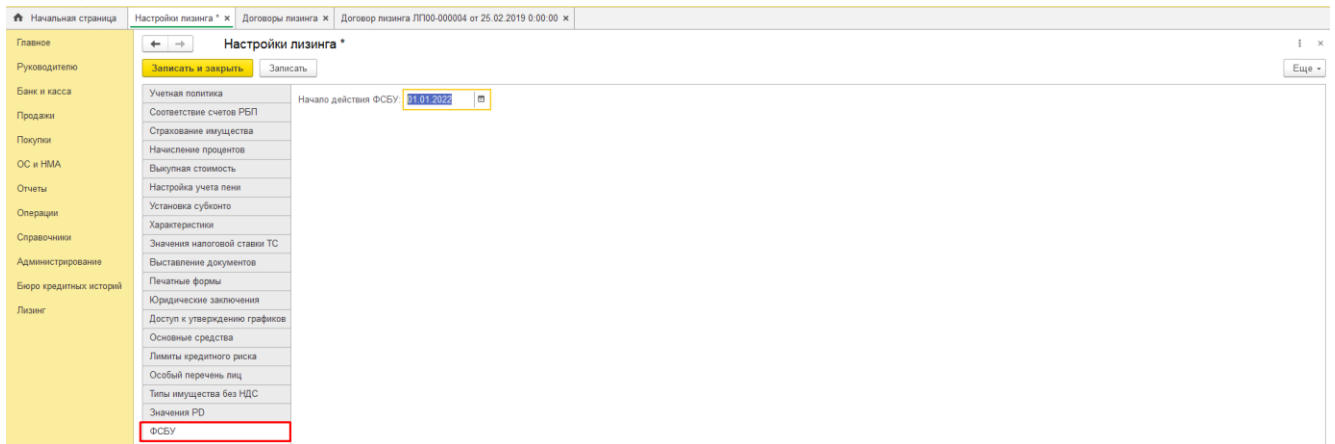 Начальная страница
Настройки лизинга * ×
Договоры лизинга ×
Договор лизинга ЛП00-000004 от 25.02.2019 0:00:00 ×
Главное
Руководителю
Банк и касса
Продажи
Покупки
ОС и НМА
Отчеты
Операции
Справочники
Администрирование
Бюро кредитных историй
Лизинг
Настройки лизинга *
Записать и закрыть
Записать
Еще
Учетная политика
Соответствие счетов РБП
Страхование имущества
Начисление процентов
Выкупная стоимость
Настройка учета пени
Установка субконто
Характеристики
Значения налоговой ставки ТС
Выставление документов
Печатные формы
Юридические заключения
Доступ к утверждению графиков
Основные средства
Лимиты кредитного риска
Особый перечень лиц
Типы имущества без НДС
Значения PD
ФСБУ
Начало действия ФСБУ: 01.01.2022